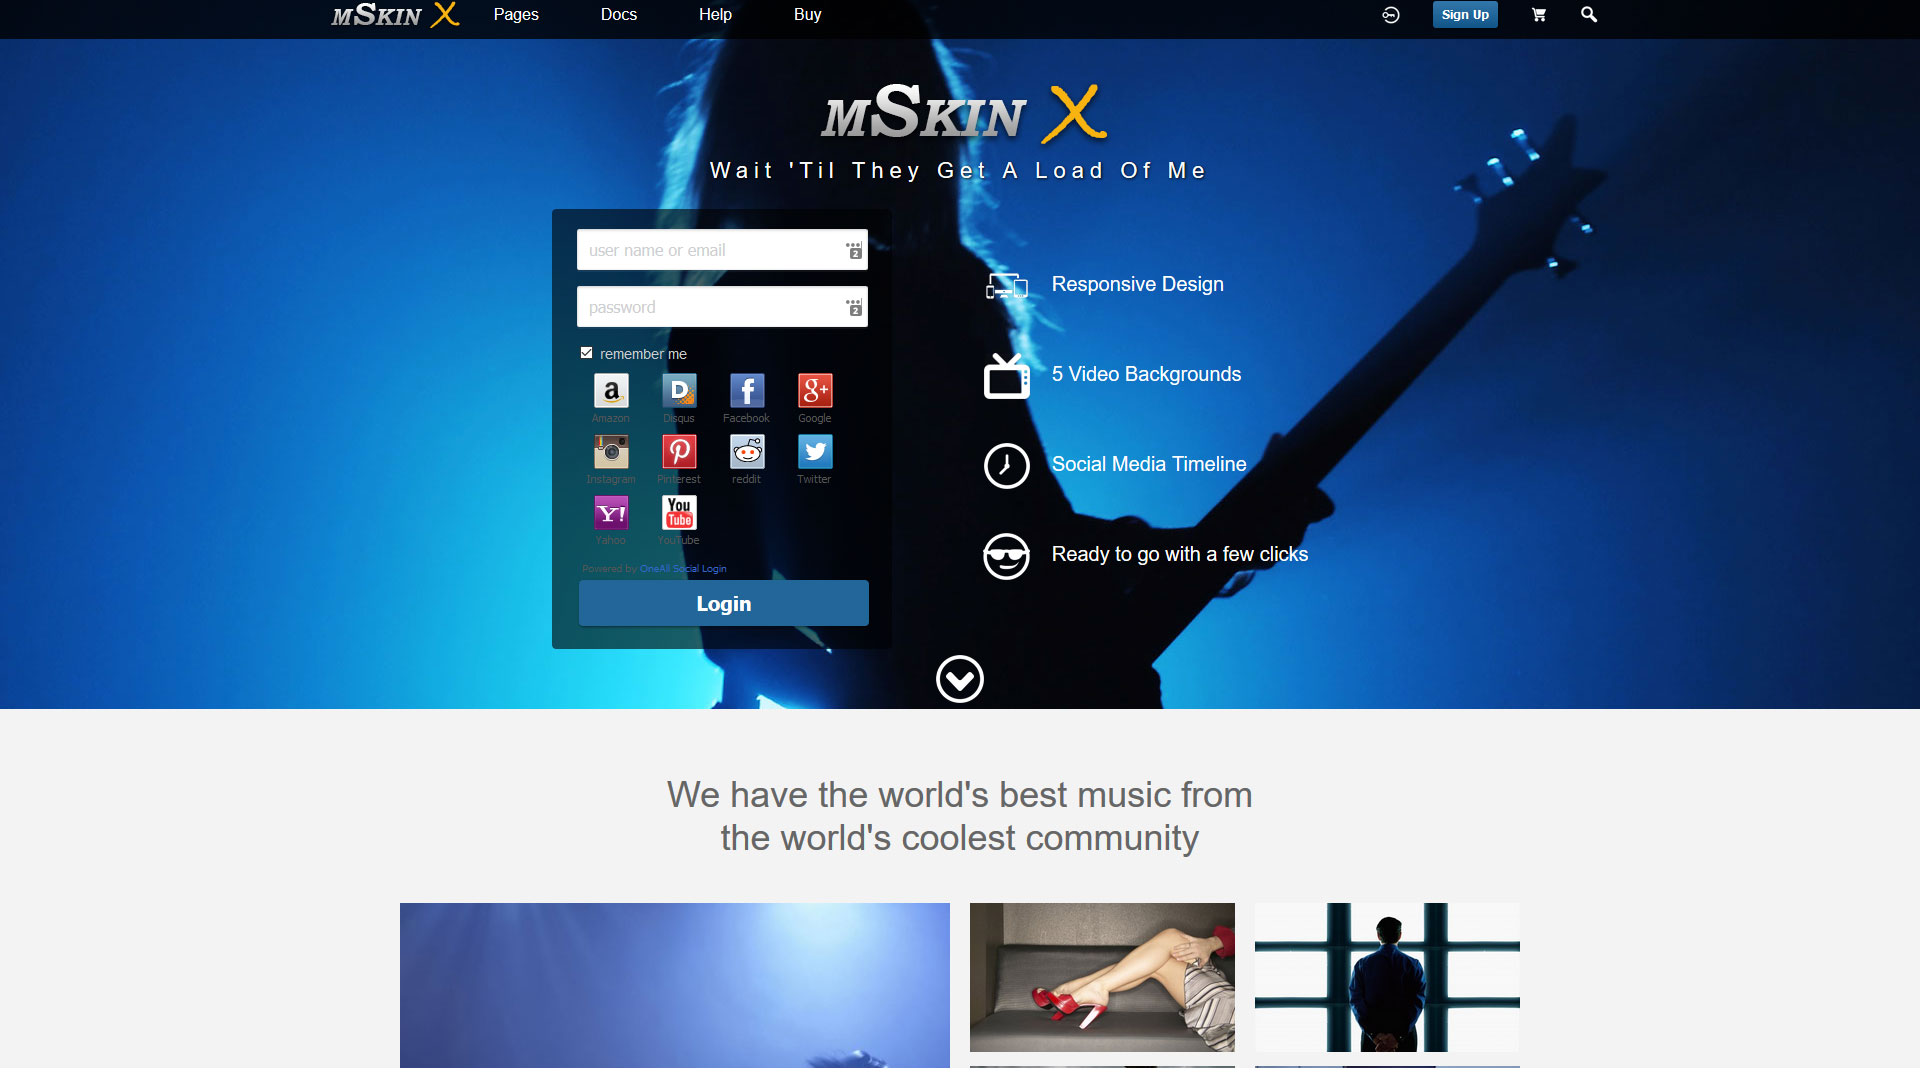 mSkin X
Pages
Docs
Help
Buy
Sign Up
mSkin X
Wait 'Til They Get A Load Of Me
user name or email
2
password
2
remember me
a
D
f
g+
Amazon
Disqus
Facebook
Google
Instagram
Pinterest
reddit
Twitter
Y!
You
Tube
Yahoo
YouTube
Powered by OneAll Social Login
Login
Responsive Design
5 Video Backgrounds
Social Media Timeline
Ready to go with a few clicks
We have the world's best music from
the world's coolest community